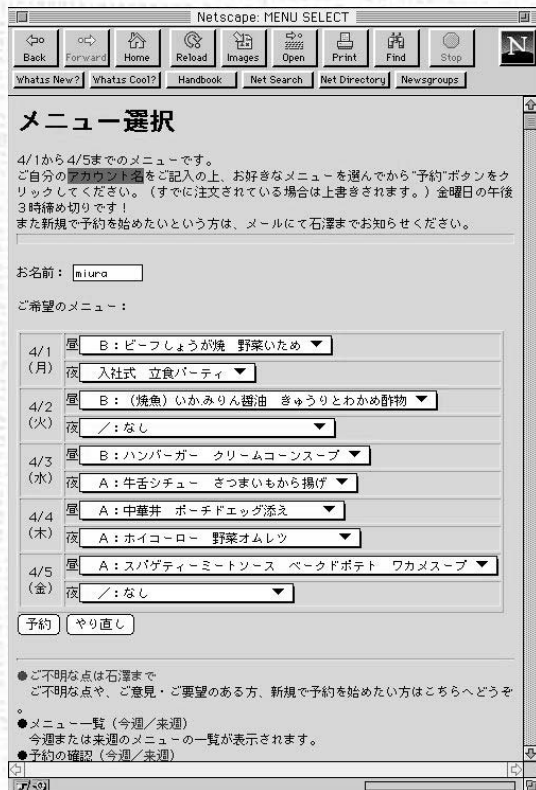 Netscape: MENU SELECT
Back Forward Home Reload Images Open Print Find Stop
N
What's New? What's Cool? Handbook Net Search Net Directory Newsgroups
メニュー選択
4/1から4/5までのメニューです。
ご自分のアカウント名をご記入の上、お好きなメニューを選んでから"予約"ボタンをク
リックしてください。(すでに注文されている場合は上書きされます。)金曜日の午後
3時締め切りです!
また新規で予約を始めたいという方は、メールにて石澤までお知らせください。
お名前: miura
ご希望のメニュー:
4/1
(月)
昼 B:ビーフしょうが焼 野菜いため
夜 入社式 立食パーティ
4/2
(火)
昼 B:(焼魚)いかみりん醤油 きゅうりとわかめ酢物
夜 /:なし
4/3
(水)
昼 B:ハンバーガー クリームコーンスープ
夜 A:牛舌シチュー さつまいもから揚げ
4/4
(木)
昼 A:中華丼 ポーチドエッグ添え
夜 A:ホイコーロー 野菜オムレツ
4/5
(金)
昼 A:スパゲティーミートソース ベークドポテト ワカメスープ
夜 /:なし
予約 やり直し
●ご不明な点は石澤まで
ご不明な点や、ご意見・ご要望のある方、新規で予約を始めたい方はこちらへどうぞ
。
●メニュー一覧(今週/来週)
今週または来週のメニューの一覧が表示されます。
●予約の確認(今週/来週)